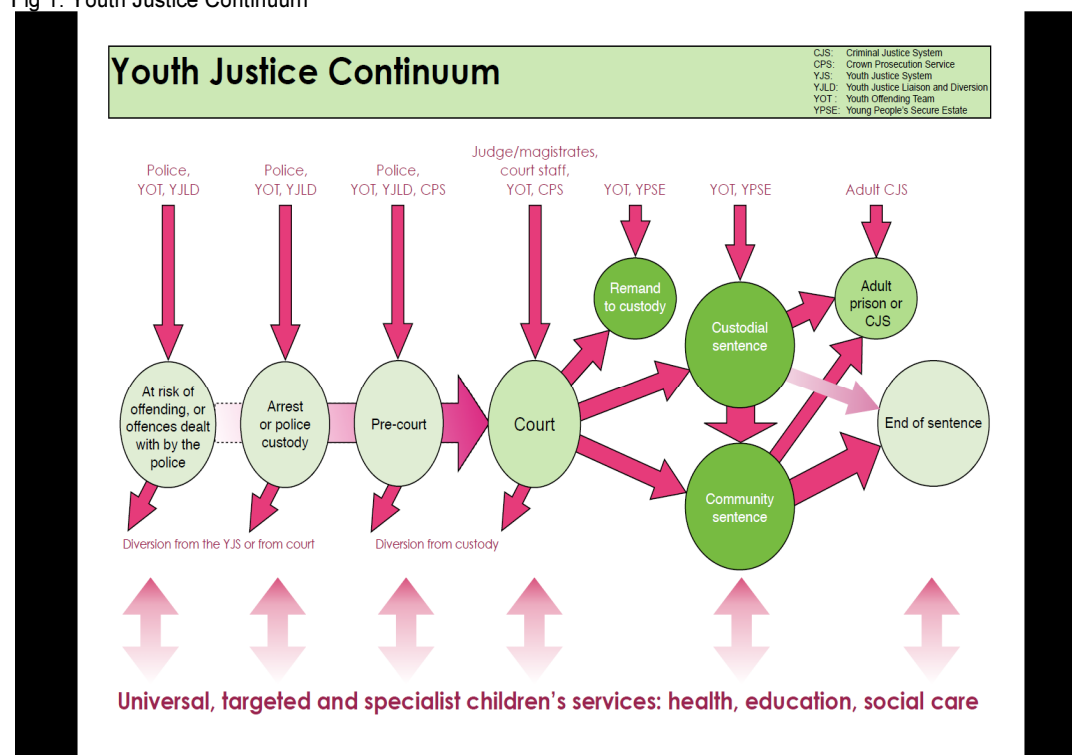 Fig 1: Youth Justice Continuum
Youth Justice Continuum
CJS: Criminal Justice System
CPS: Crown Prosecution Service
YJS: Youth Justice System
YJLD: Youth Justice Liaison and Diversion
YOT : Youth Offending Team
YPSE: Young People's Secure Estate
Police,
YOT, YJLD
Police,
YOT, YJLD
Police,
YOT, YJLD, CPS
Judge/magistrates,
court staff,
YOT, CPS
YOT, YPSE
YOT, YPSE
Adult CJS
At risk of
offending, or
offences dealt
with by the
police
Arrest
or police
custody
Pre-court
Court
Remand
to custody
Custodial
sentence
Community
sentence
Adult
prison or
CJS
End of sentence
Diversion from the YJS or from court
Diversion from custody
Universal, targeted and specialist children's services: health, education, social care